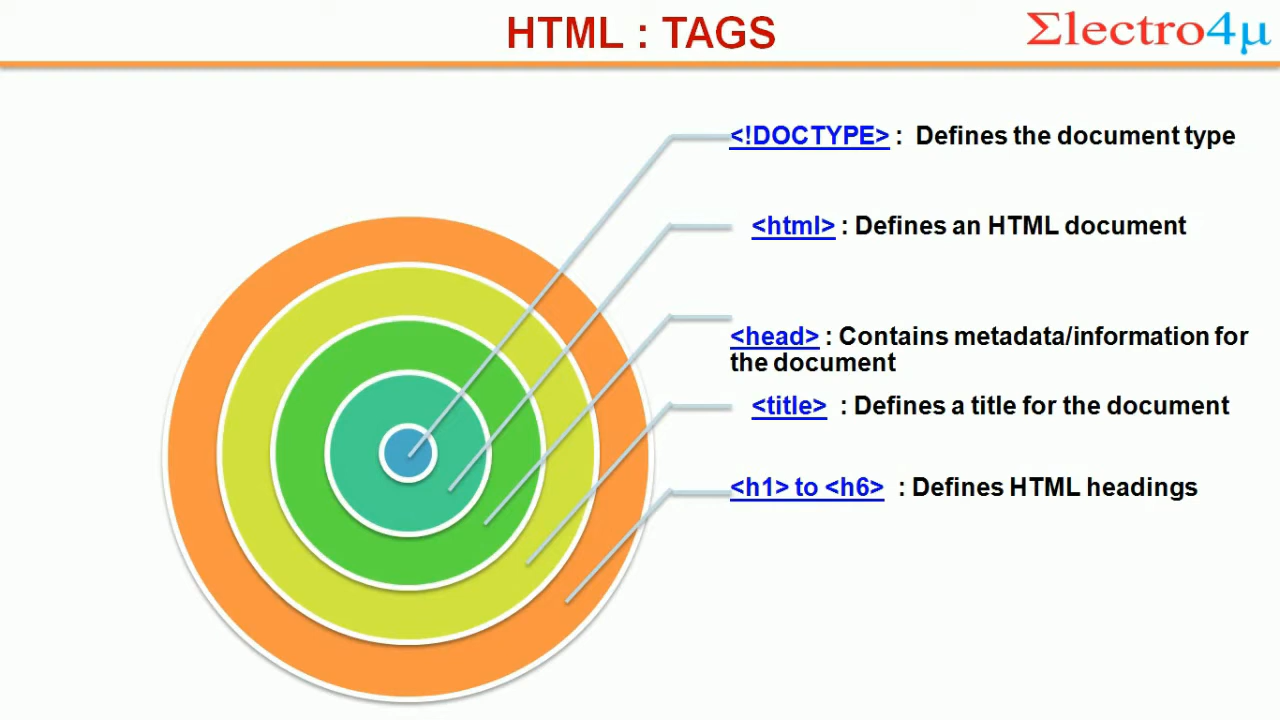 HTML : TAGS
Σlectro4μ
<!DOCTYPE> : Defines the document type
<html> : Defines an HTML document
<head> : Contains metadata/information for
the document
<title> : Defines a title for the document
<h1> to <h6> : Defines HTML headings